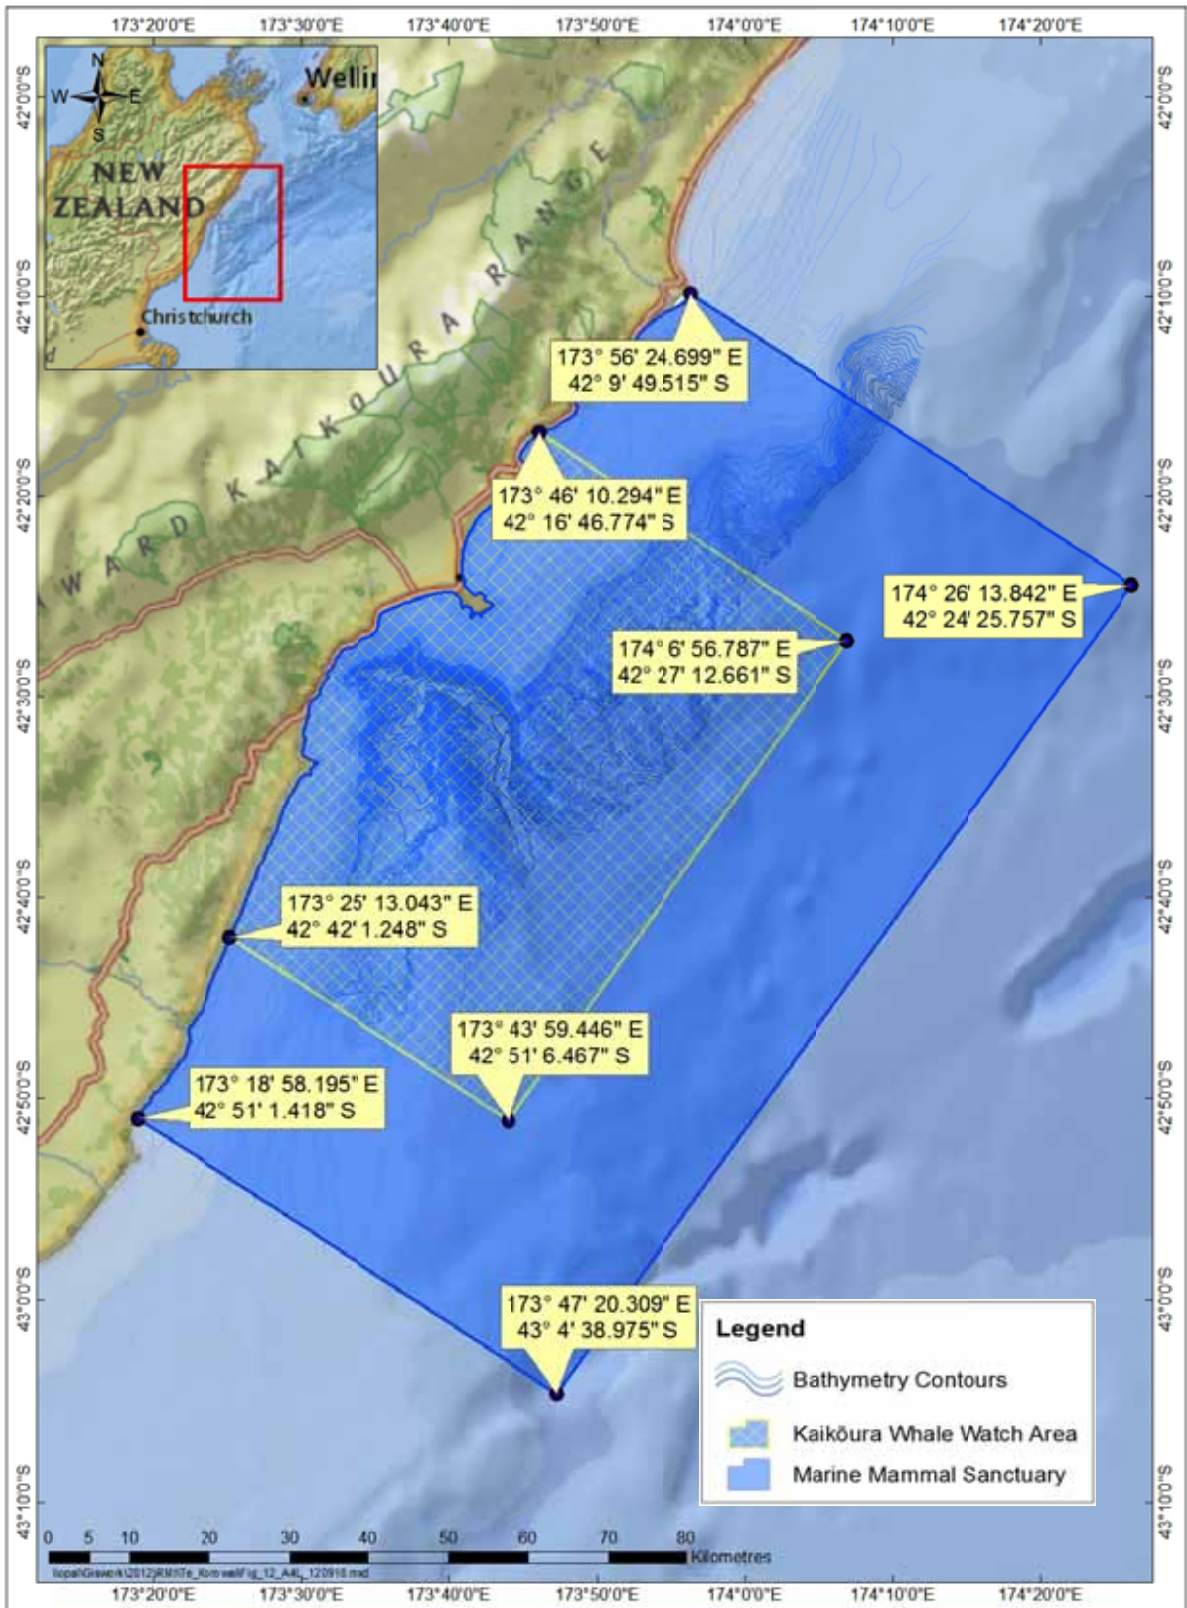 173°20'0"E 173°30'0"E 173°40'0"E 173°50'0"E 174°0'0"E 174°10'0"E 174°20'0"E
42°0'0"S
42°10'0"S
42°20'0"S
42°30'0"S
42°40'0"S
42°50'0"S
43°0'0"S
43°10'0"S
N
W E
S
Wellin
NEW
ZEALAND
Christchurch
d
WARD KAIKOURA RANGE
173° 56' 24.699" E
42° 9' 49.515" S
173° 46' 10.294" E
42° 16' 46.774" S
174° 26' 13.842" E
42° 24' 25.757" S
174° 6' 56.787" E
42° 27' 12.661" S
173° 25' 13.043" E
42° 42' 1.248" S
173° 43' 59.446" E
42° 51' 6.467" S
173° 18' 58.195" E
42° 51' 1.418" S
173° 47' 20.309" E
43° 4' 38.975" S
Legend
Bathymetry Contours
Kaikōura Whale Watch Area
Marine Mammal Sanctuary
0 5 10 20 30 40 50 60 70 80
Kilometres
42°0'0"S
42°10'0"S
42°20'0"S
42°30'0"S
42°40'0"S
42°50'0"S
43°0'0"S
43°10'0"S
173°20'0"E 173°30'0"E 173°40'0"E 173°50'0"E 174°0'0"E 174°10'0"E 174°20'0"E